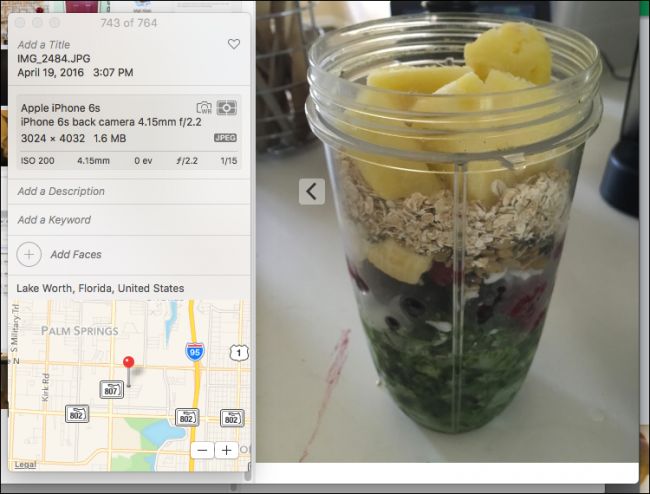 743 of 764
Add a Title
IMG_2484.JPG
April 19, 2016 3:07 PM
Apple iPhone 6s
WB
iPhone 6s back camera 4.15mm f/2.2
3024 × 4032 1.6 MB
JPEG
ISO 200 4.15mm 0 ev ƒ/2.2 1/15
Add a Description
Add a Keyword
Add Faces
Lake Worth, Florida, United States
S Military Trl
PALM SPRINGS
95
1
N
Kirk Rd
807
802
802
802
Legal